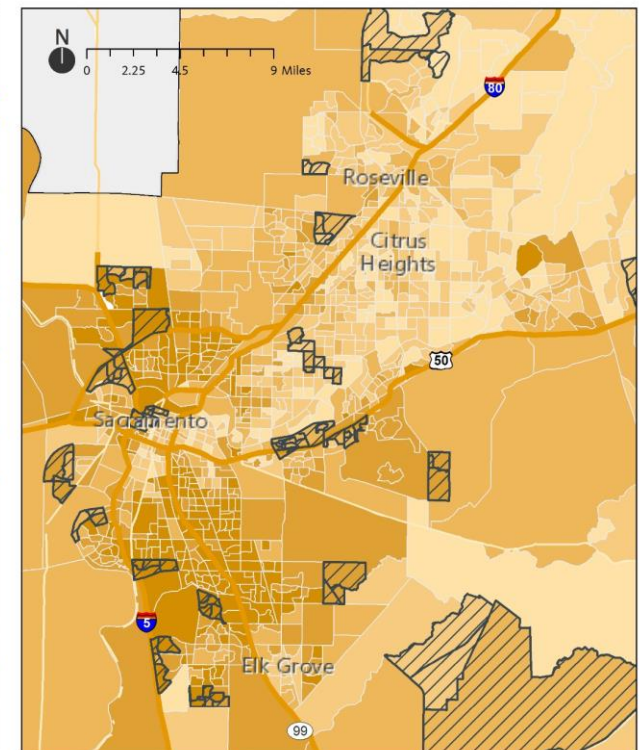 N
0 2.25 4.5 9 Miles
80
Roseville
Citrus
Heights
50
Sacramento
5
Elk Grove
99